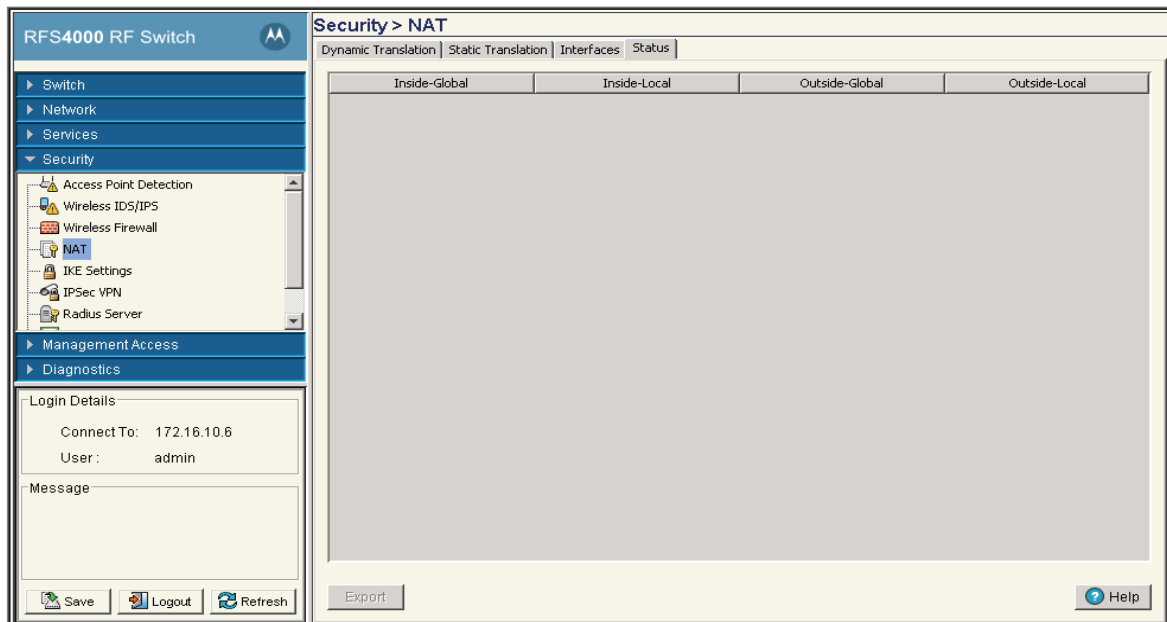 RFS4000 RF Switch
Switch
Network
Services
Security
Access Point Detection
Wireless IDS/IPS
Wireless Firewall
NAT
IKE Settings
IPSec VPN
Radius Server
Management Access
Diagnostics
Login Details
Connect To: 172.16.10.6
User : admin
Message
Save Logout Refresh
Security > NAT
Dynamic Translation Static Translation Interfaces Status
Inside-Global Inside-Local Outside-Global Outside-Local
Export Help